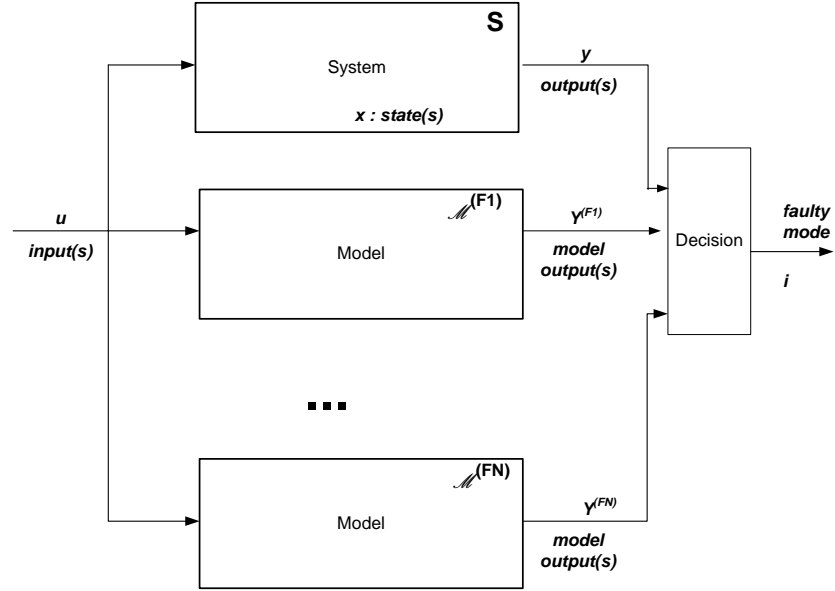 S
System
x : state(s)
y
output(s)
u
input(s)
ℳ(F1)
Model
Y(F1)
model
output(s)
Decision
faulty
mode
i
...
ℳ(FN)
Model
Y(FN)
model
output(s)